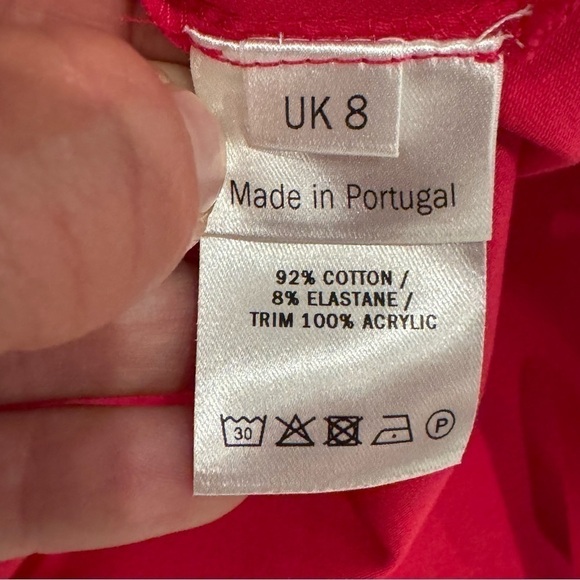 UK 8
Made in Portugal
92% COTTON /
8% ELASTANE /
TRIM 100% ACRYLIC
30 P